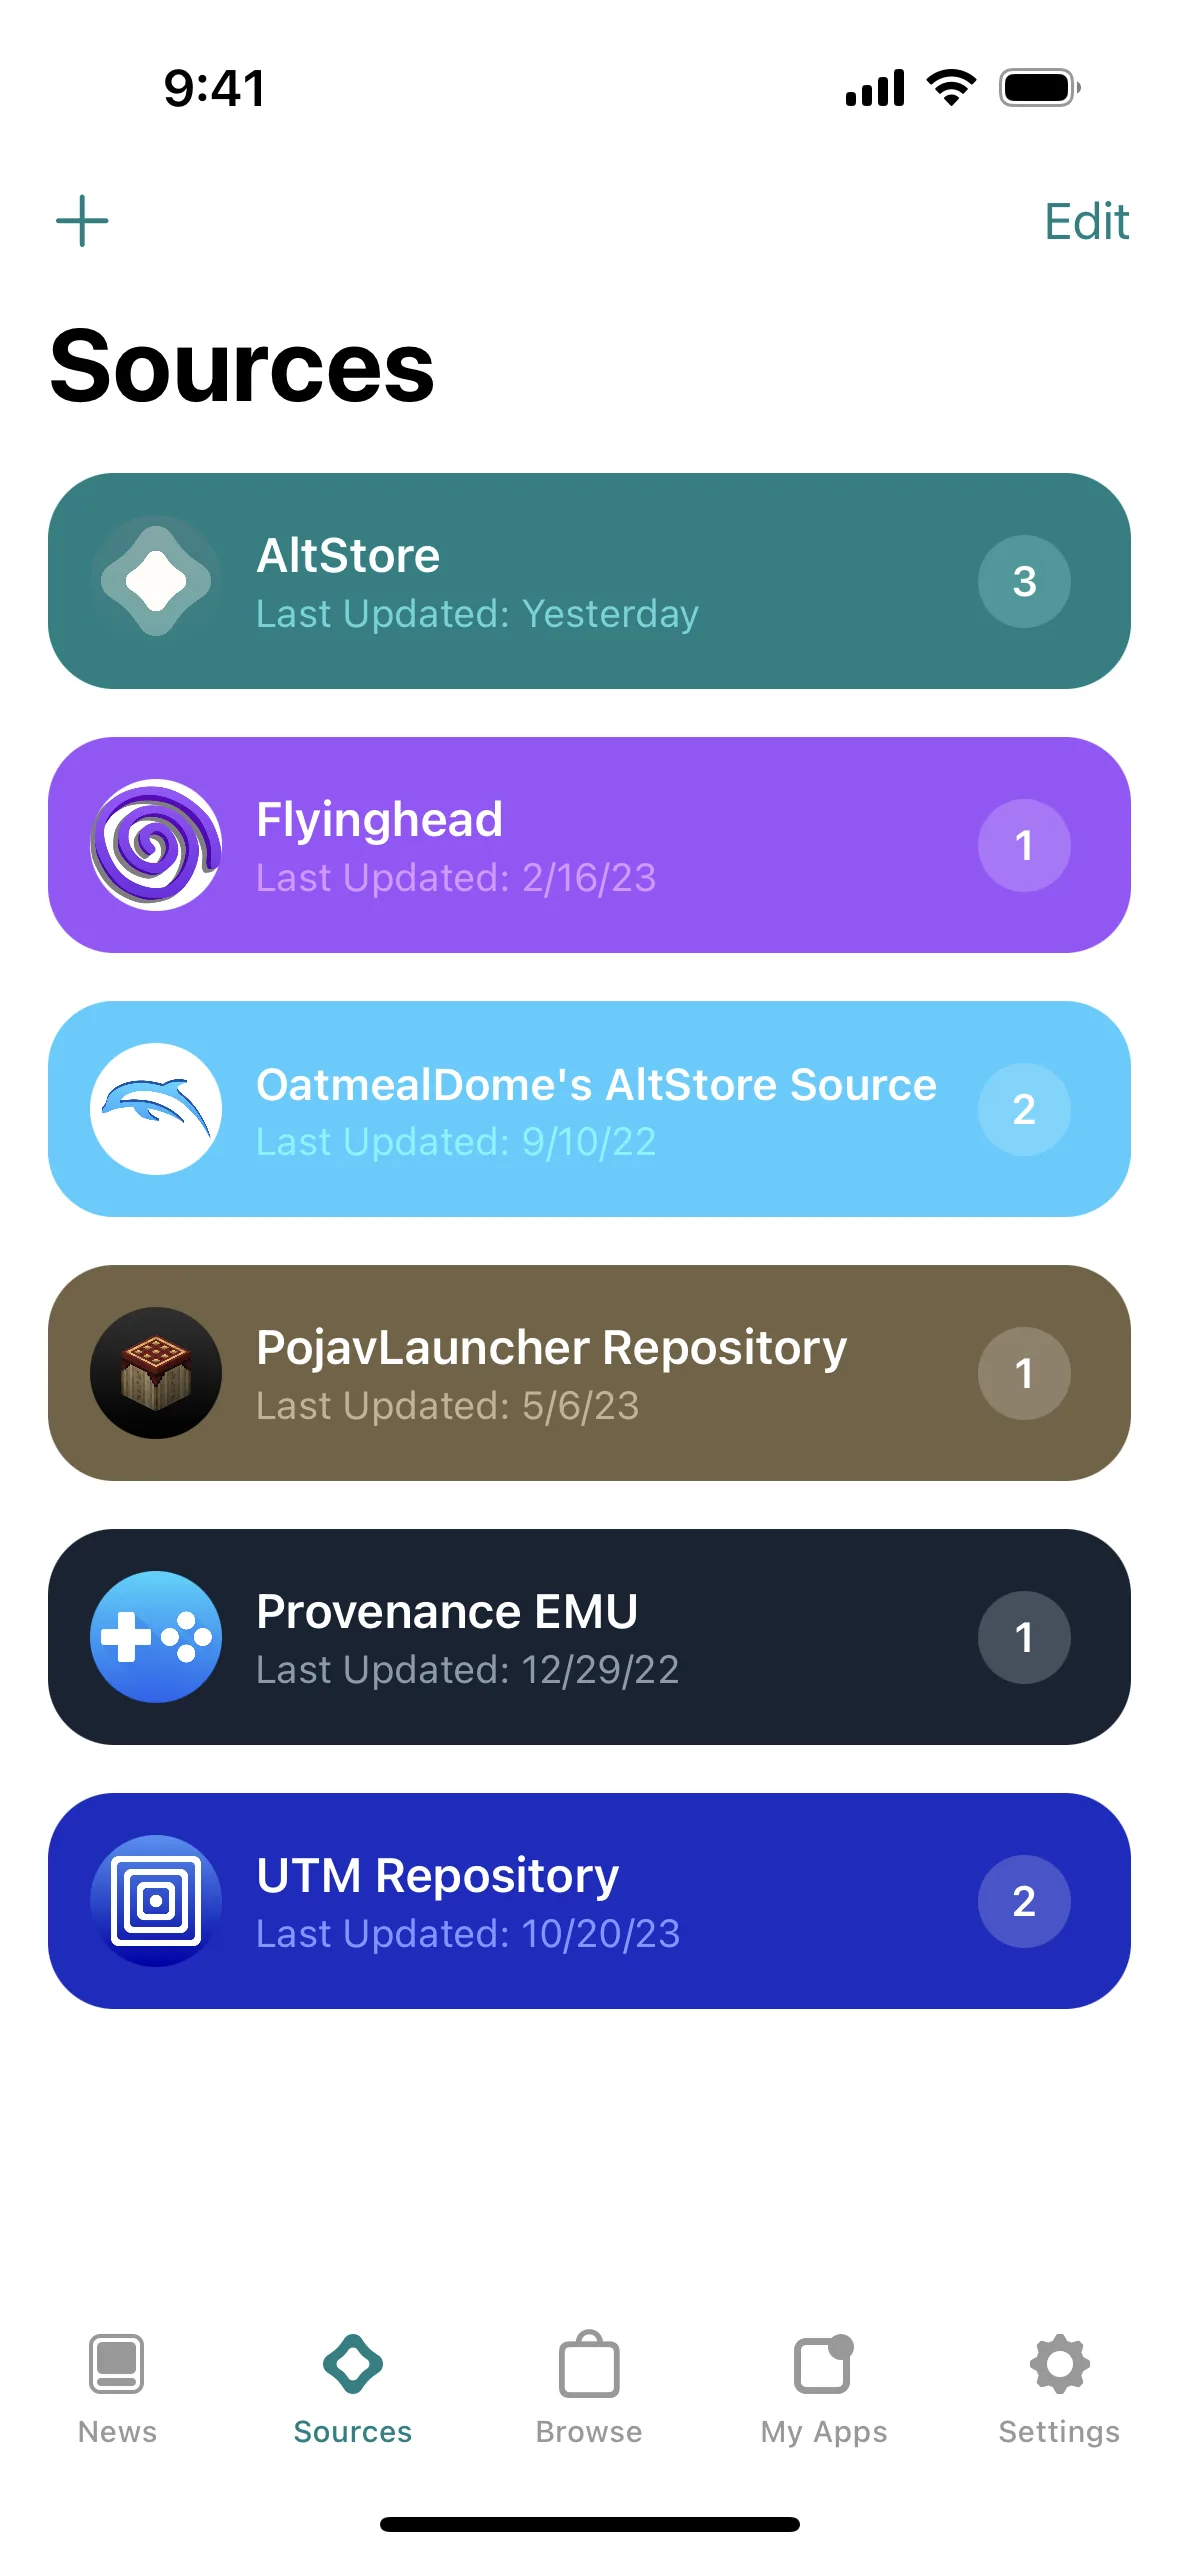 9:41
Edit
Sources
AltStore
Last Updated: Yesterday
3
Flyinghead
Last Updated: 2/16/23
1
OatmealDome's AltStore Source
Last Updated: 9/10/22
2
PojavLauncher Repository
Last Updated: 5/6/23
1
Provenance EMU
Last Updated: 12/29/22
1
UTM Repository
Last Updated: 10/20/23
2
News
Sources
Browse
My Apps
Settings